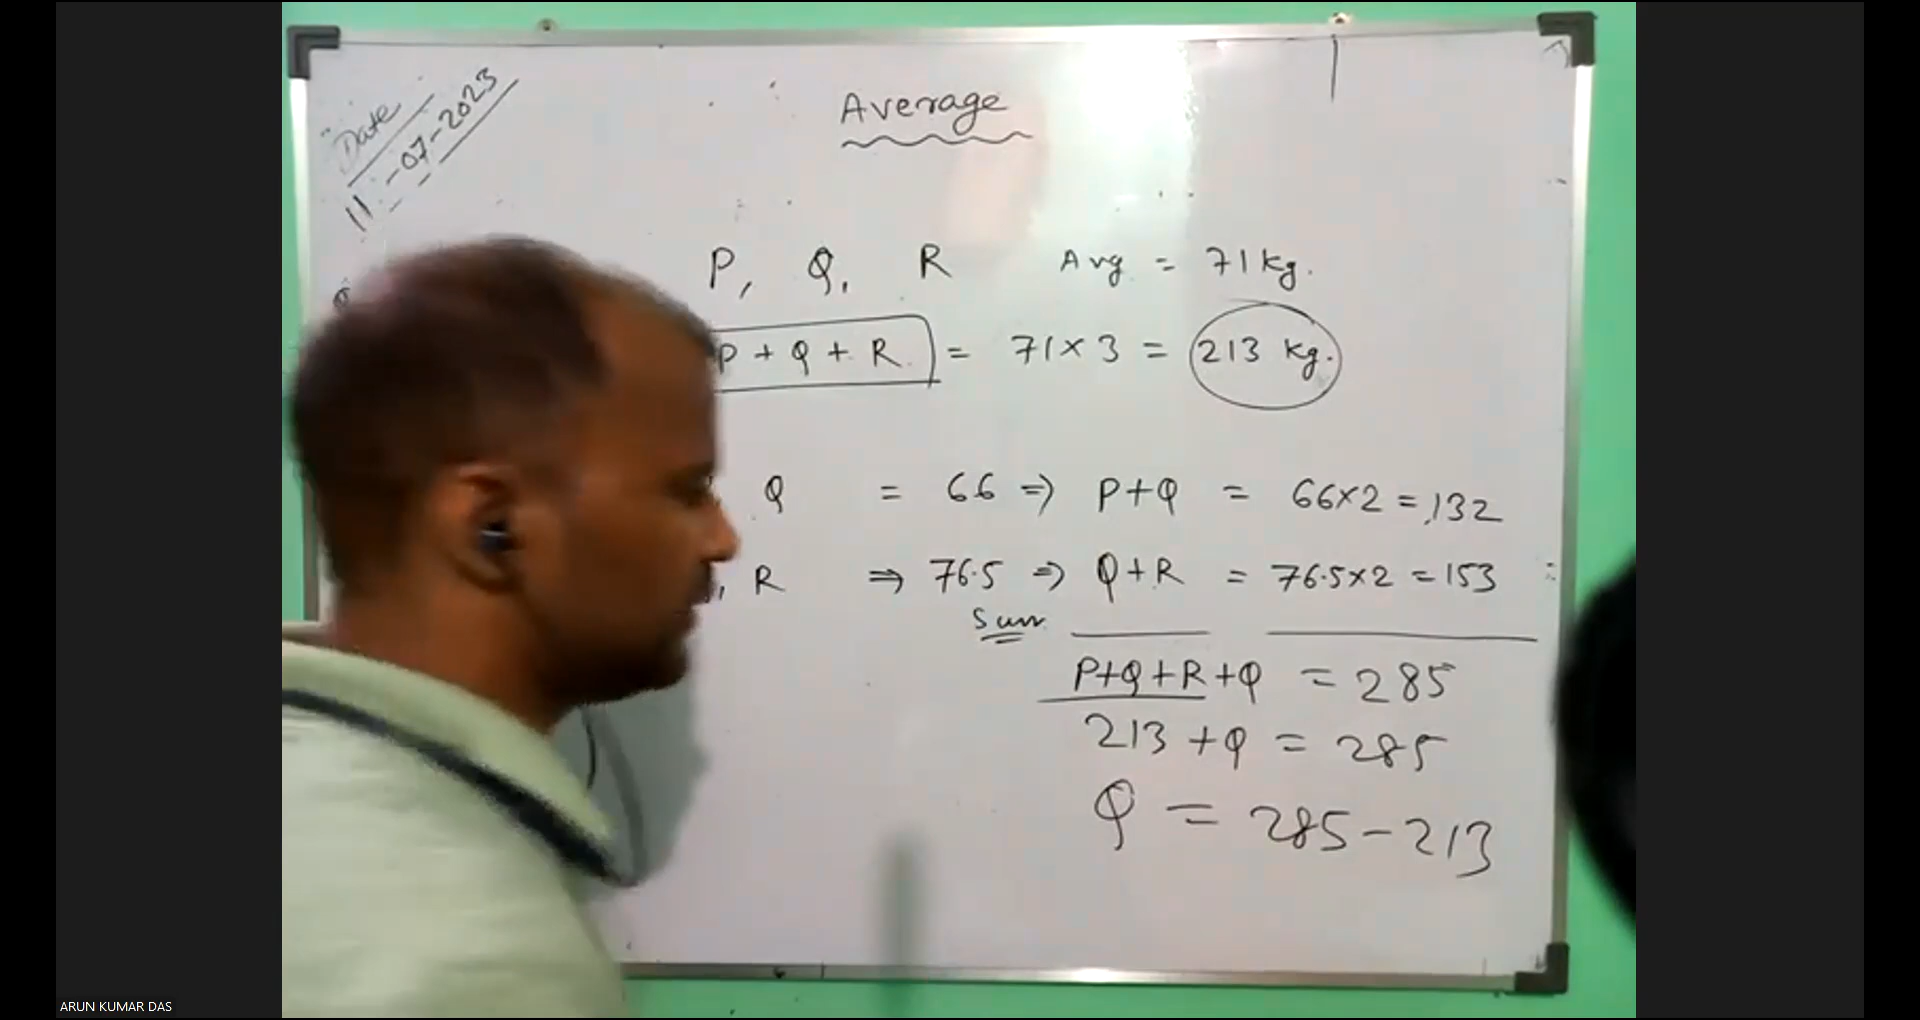 Date
11-07-2023
Average
P, Q, R Avg = 71 kg.
P + Q + R = 71 × 3 = 213 kg.
Q = 66 ⇒ P+Q = 66×2 = 132
, R ⇒ 76.5 ⇒ Q+R = 76.5×2 = 153
Sum
P+Q+R+Q = 285
213 + Q = 285
Q = 285 - 213
ARUN KUMAR DAS